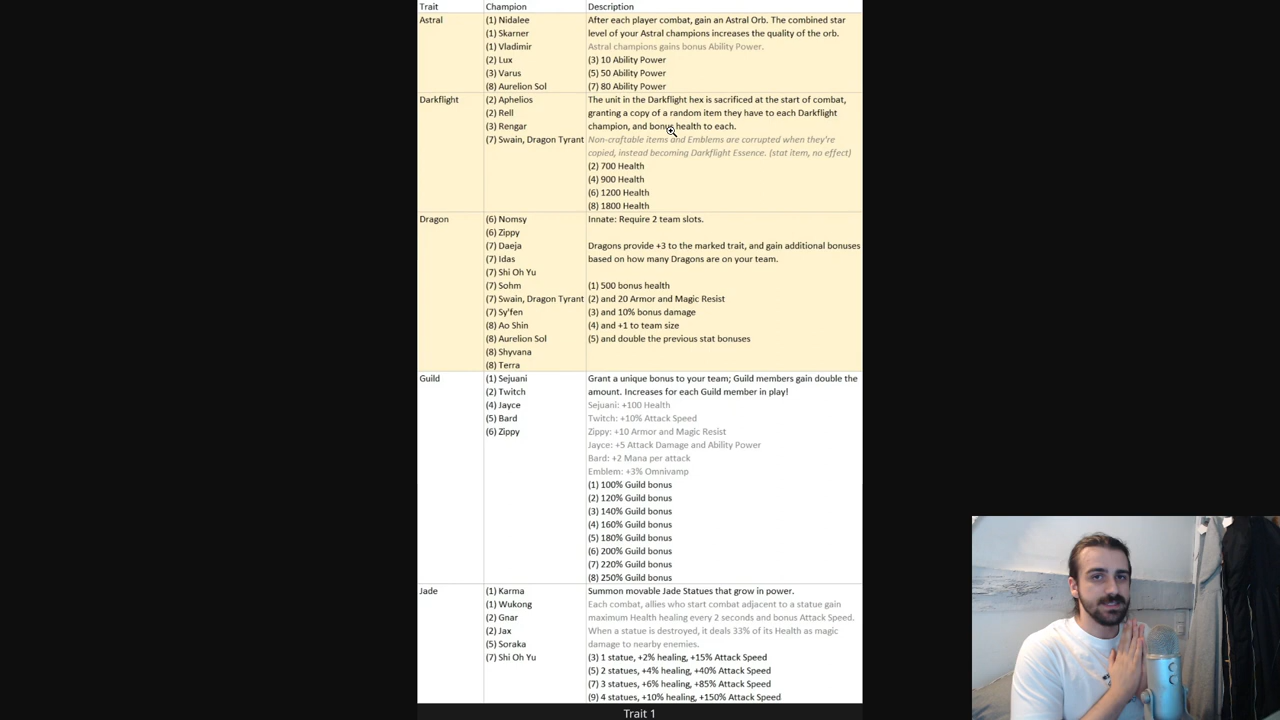 Trait Champion Description
Astral (1) Nidalee After each player combat, gain an Astral Orb. The combined star
(1) Skarner level of your Astral champions increases the quality of the orb.
(1) Vladimir Astral champions gains bonus Ability Power.
(2) Lux (3) 10 Ability Power
(3) Varus (5) 50 Ability Power
(8) Aurelion Sol (7) 80 Ability Power
Darkflight (2) Aphelios The unit in the Darkflight hex is sacrificed at the start of combat,
(2) Rell granting a copy of a random item they have to each Darkflight
(3) Rengar champion, and bonus health to each.
(7) Swain, Dragon Tyrant Non-craftable items and Emblems are corrupted when they're
copied, instead becoming Darkflight Essence. (stat item, no effect)
(2) 700 Health
(4) 900 Health
(6) 1200 Health
(8) 1800 Health
Dragon (6) Nomsy Innate: Require 2 team slots.
(6) Zippy
(7) Daeja Dragons provide +3 to the marked trait, and gain additional bonuses
(7) Idas based on how many Dragons are on your team.
(7) Shi Oh Yu
(7) Sohm (1) 500 bonus health
(7) Swain, Dragon Tyrant (2) and 20 Armor and Magic Resist
(7) Sy'fen (3) and 10% bonus damage
(8) Ao Shin (4) and +1 to team size
(8) Aurelion Sol (5) and double the previous stat bonuses
(8) Shyvana
(8) Terra
Guild (1) Sejuani Grant a unique bonus to your team; Guild members gain double the
(2) Twitch amount. Increases for each Guild member in play!
(4) Jayce Sejuani: +100 Health
(5) Bard Twitch: +10% Attack Speed
(6) Zippy Zippy: +10 Armor and Magic Resist
Jayce: +5 Attack Damage and Ability Power
Bard: +2 Mana per attack
Emblem: +3% Omnivamp
(1) 100% Guild bonus
(2) 120% Guild bonus
(3) 140% Guild bonus
(4) 160% Guild bonus
(5) 180% Guild bonus
(6) 200% Guild bonus
(7) 220% Guild bonus
(8) 250% Guild bonus
Jade (1) Karma Summon movable Jade Statues that grow in power.
(1) Wukong Each combat, allies who start combat adjacent to a statue gain
(2) Gnar maximum Health healing every 2 seconds and bonus Attack Speed.
(2) Jax When a statue is destroyed, it deals 33% of its Health as magic
(5) Soraka damage to nearby enemies.
(7) Shi Oh Yu (3) 1 statue, +2% healing, +15% Attack Speed
(5) 2 statues, +4% healing, +40% Attack Speed
(7) 3 statues, +6% healing, +85% Attack Speed
(9) 4 statues, +10% healing, +150% Attack Speed
Trait 1